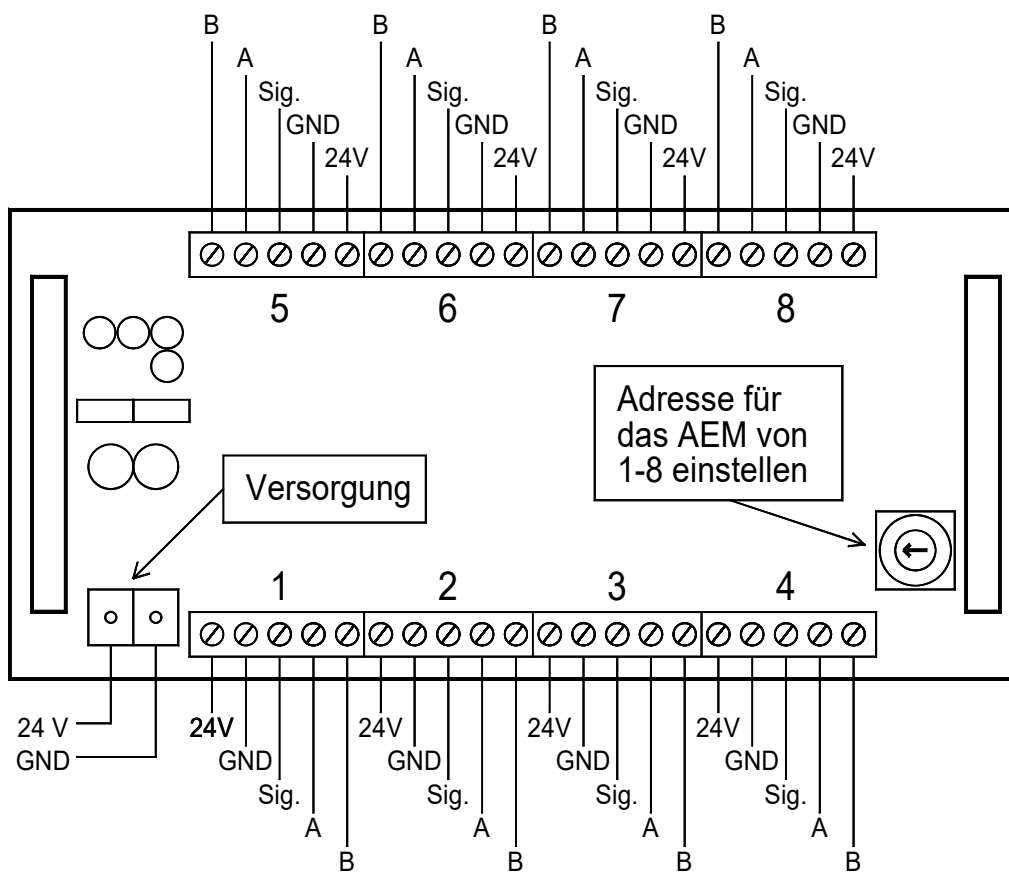 B B B B
A A A A
Sig. Sig. Sig. Sig.
GND GND GND GND
24V 24V 24V 24V
5 6 7 8
Adresse für
das AEM von
1-8 einstellen
Versorgung
1 2 3 4
24 V 24V 24V 24V 24V
GND GND GND GND GND
Sig. Sig. Sig. Sig.
A A A A
B B B B